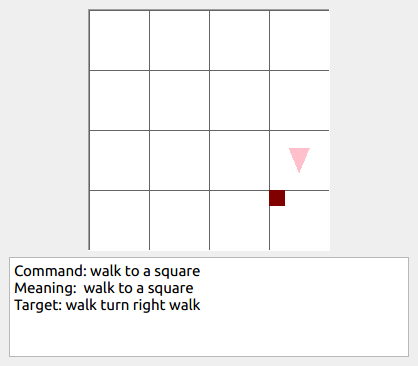 Command: walk to a square
Meaning:  walk to a square
Target: walk turn right walk